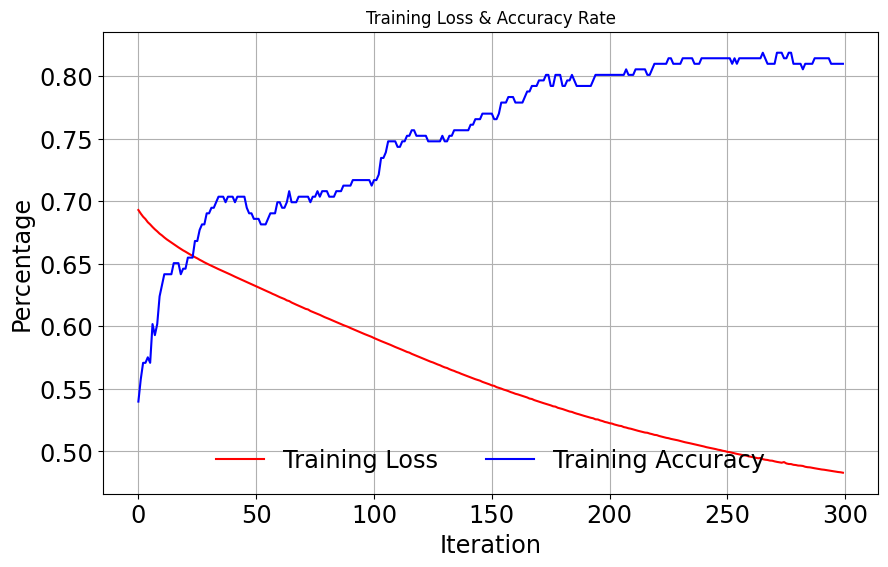 Training Loss & Accuracy Rate
Percentage
0.80
0.75
0.70
0.65
0.60
0.55
0.50
Training Loss
Training Accuracy
0 50 100 150 200 250 300
Iteration